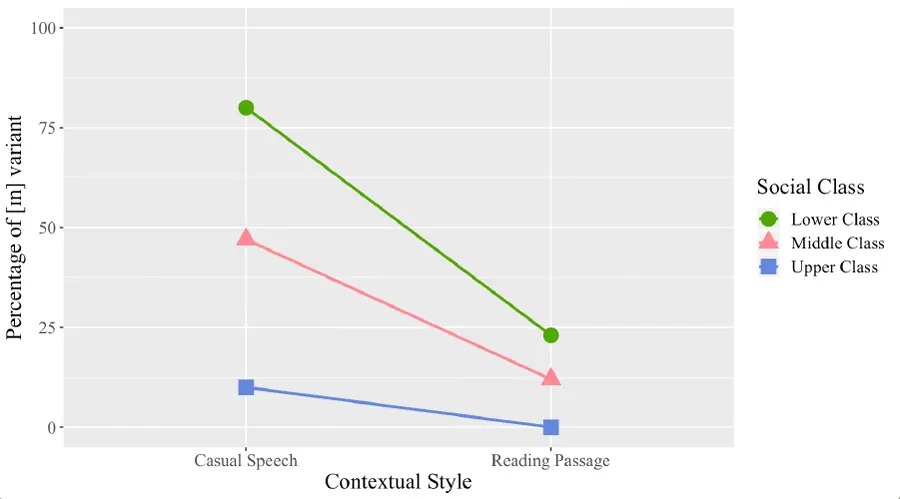 100
75
50
25
0
Percentage of [ın] variant
Casual Speech
Reading Passage
Contextual Style
Social Class
Lower Class
Middle Class
Upper Class